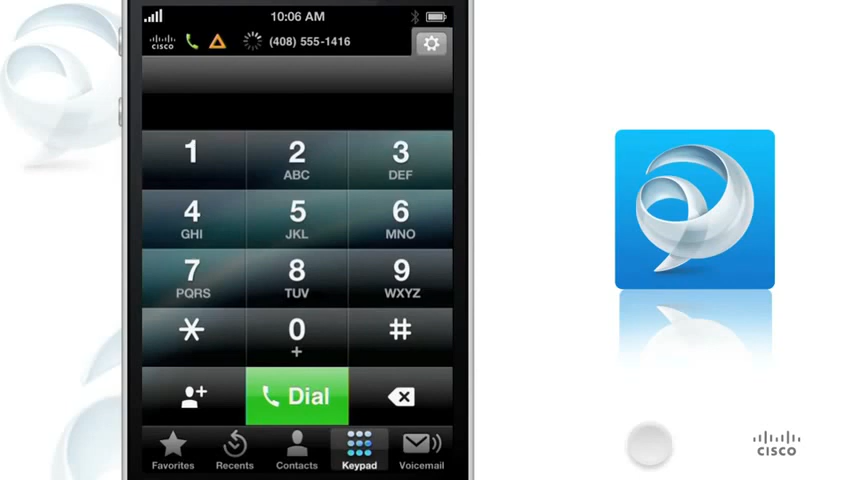 10:06 AM
CISCO (408) 555-1416
1 2 3
ABC DEF
4 5 6
GHI JKL MNO
7 8 9
PQRS TUV WXYZ
* 0 #
+
Dial
Favorites Recents Contacts Keypad Voicemail
CISCO